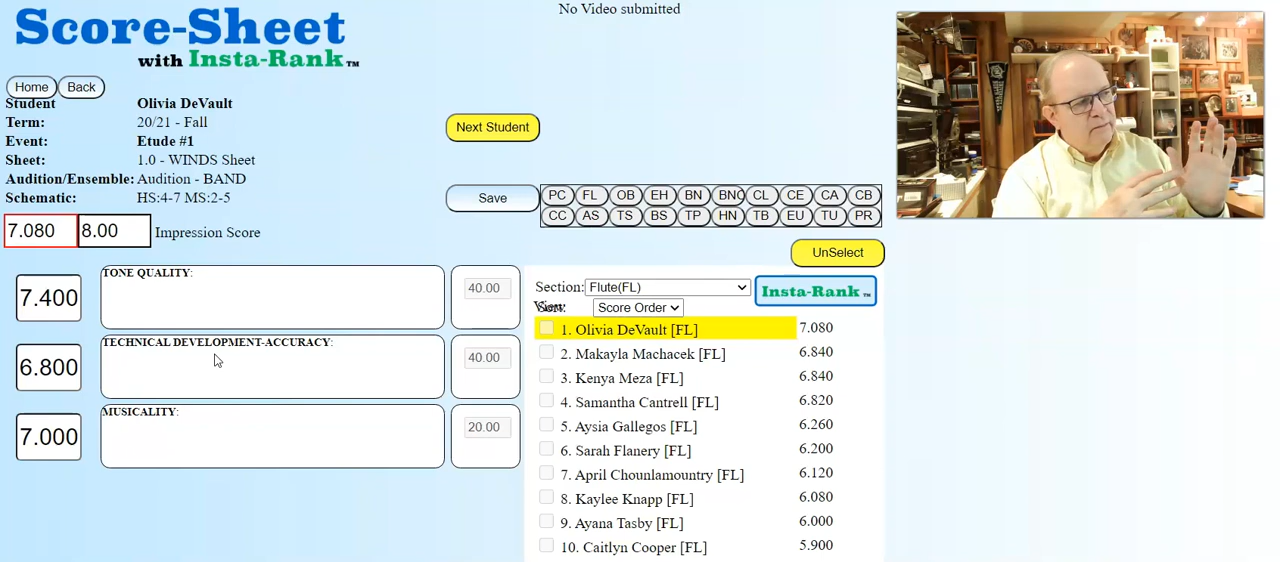 No Video submitted
Score-Sheet
with Insta-Rank™
Home Back
Student Olivia DeVault
Term: 20/21 - Fall
Event: Etude #1
Sheet: 1.0 - WINDS Sheet
Audition/Ensemble: Audition - BAND
Schematic: HS:4-7 MS:2-5
Next Student
Save
PC FL OB EH BN BNC CL CE CA CB
CC AS TS BS TP HN TB EU TU PR
7.080 8.00 Impression Score
UnSelect
7.400 TONE QUALITY: 40.00
6.800 TECHNICAL DEVELOPMENT-ACCURACY: 40.00
7.000 MUSICALITY: 20.00
Section: Flute(FL) Insta-Rank™
Score Order
1. Olivia DeVault [FL] 7.080
2. Makayla Machacek [FL] 6.840
3. Kenya Meza [FL] 6.840
4. Samantha Cantrell [FL] 6.820
5. Aysia Gallegos [FL] 6.260
6. Sarah Flanery [FL] 6.200
7. April Chounlamountry [FL] 6.120
8. Kaylee Knapp [FL] 6.080
9. Ayana Tasby [FL] 6.000
10. Caitlyn Cooper [FL] 5.900